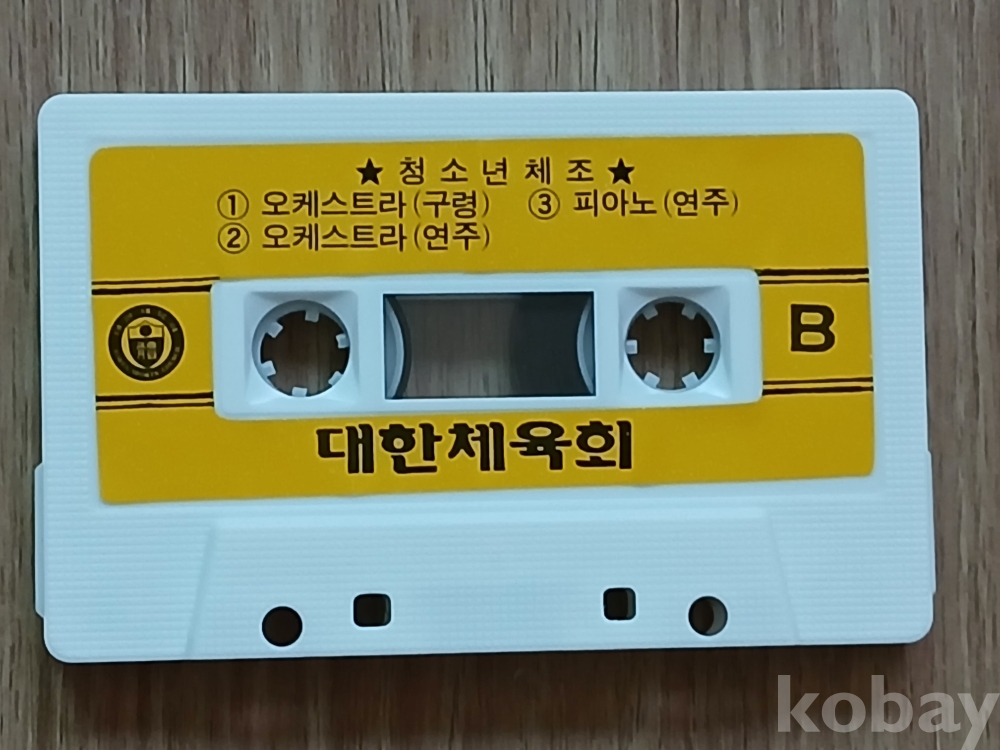 ★ 청소년체조 ★
① 오케스트라 (구령) ③ 피아노 (연주)
② 오케스트라 (연주)
B
대한체육회
kobay